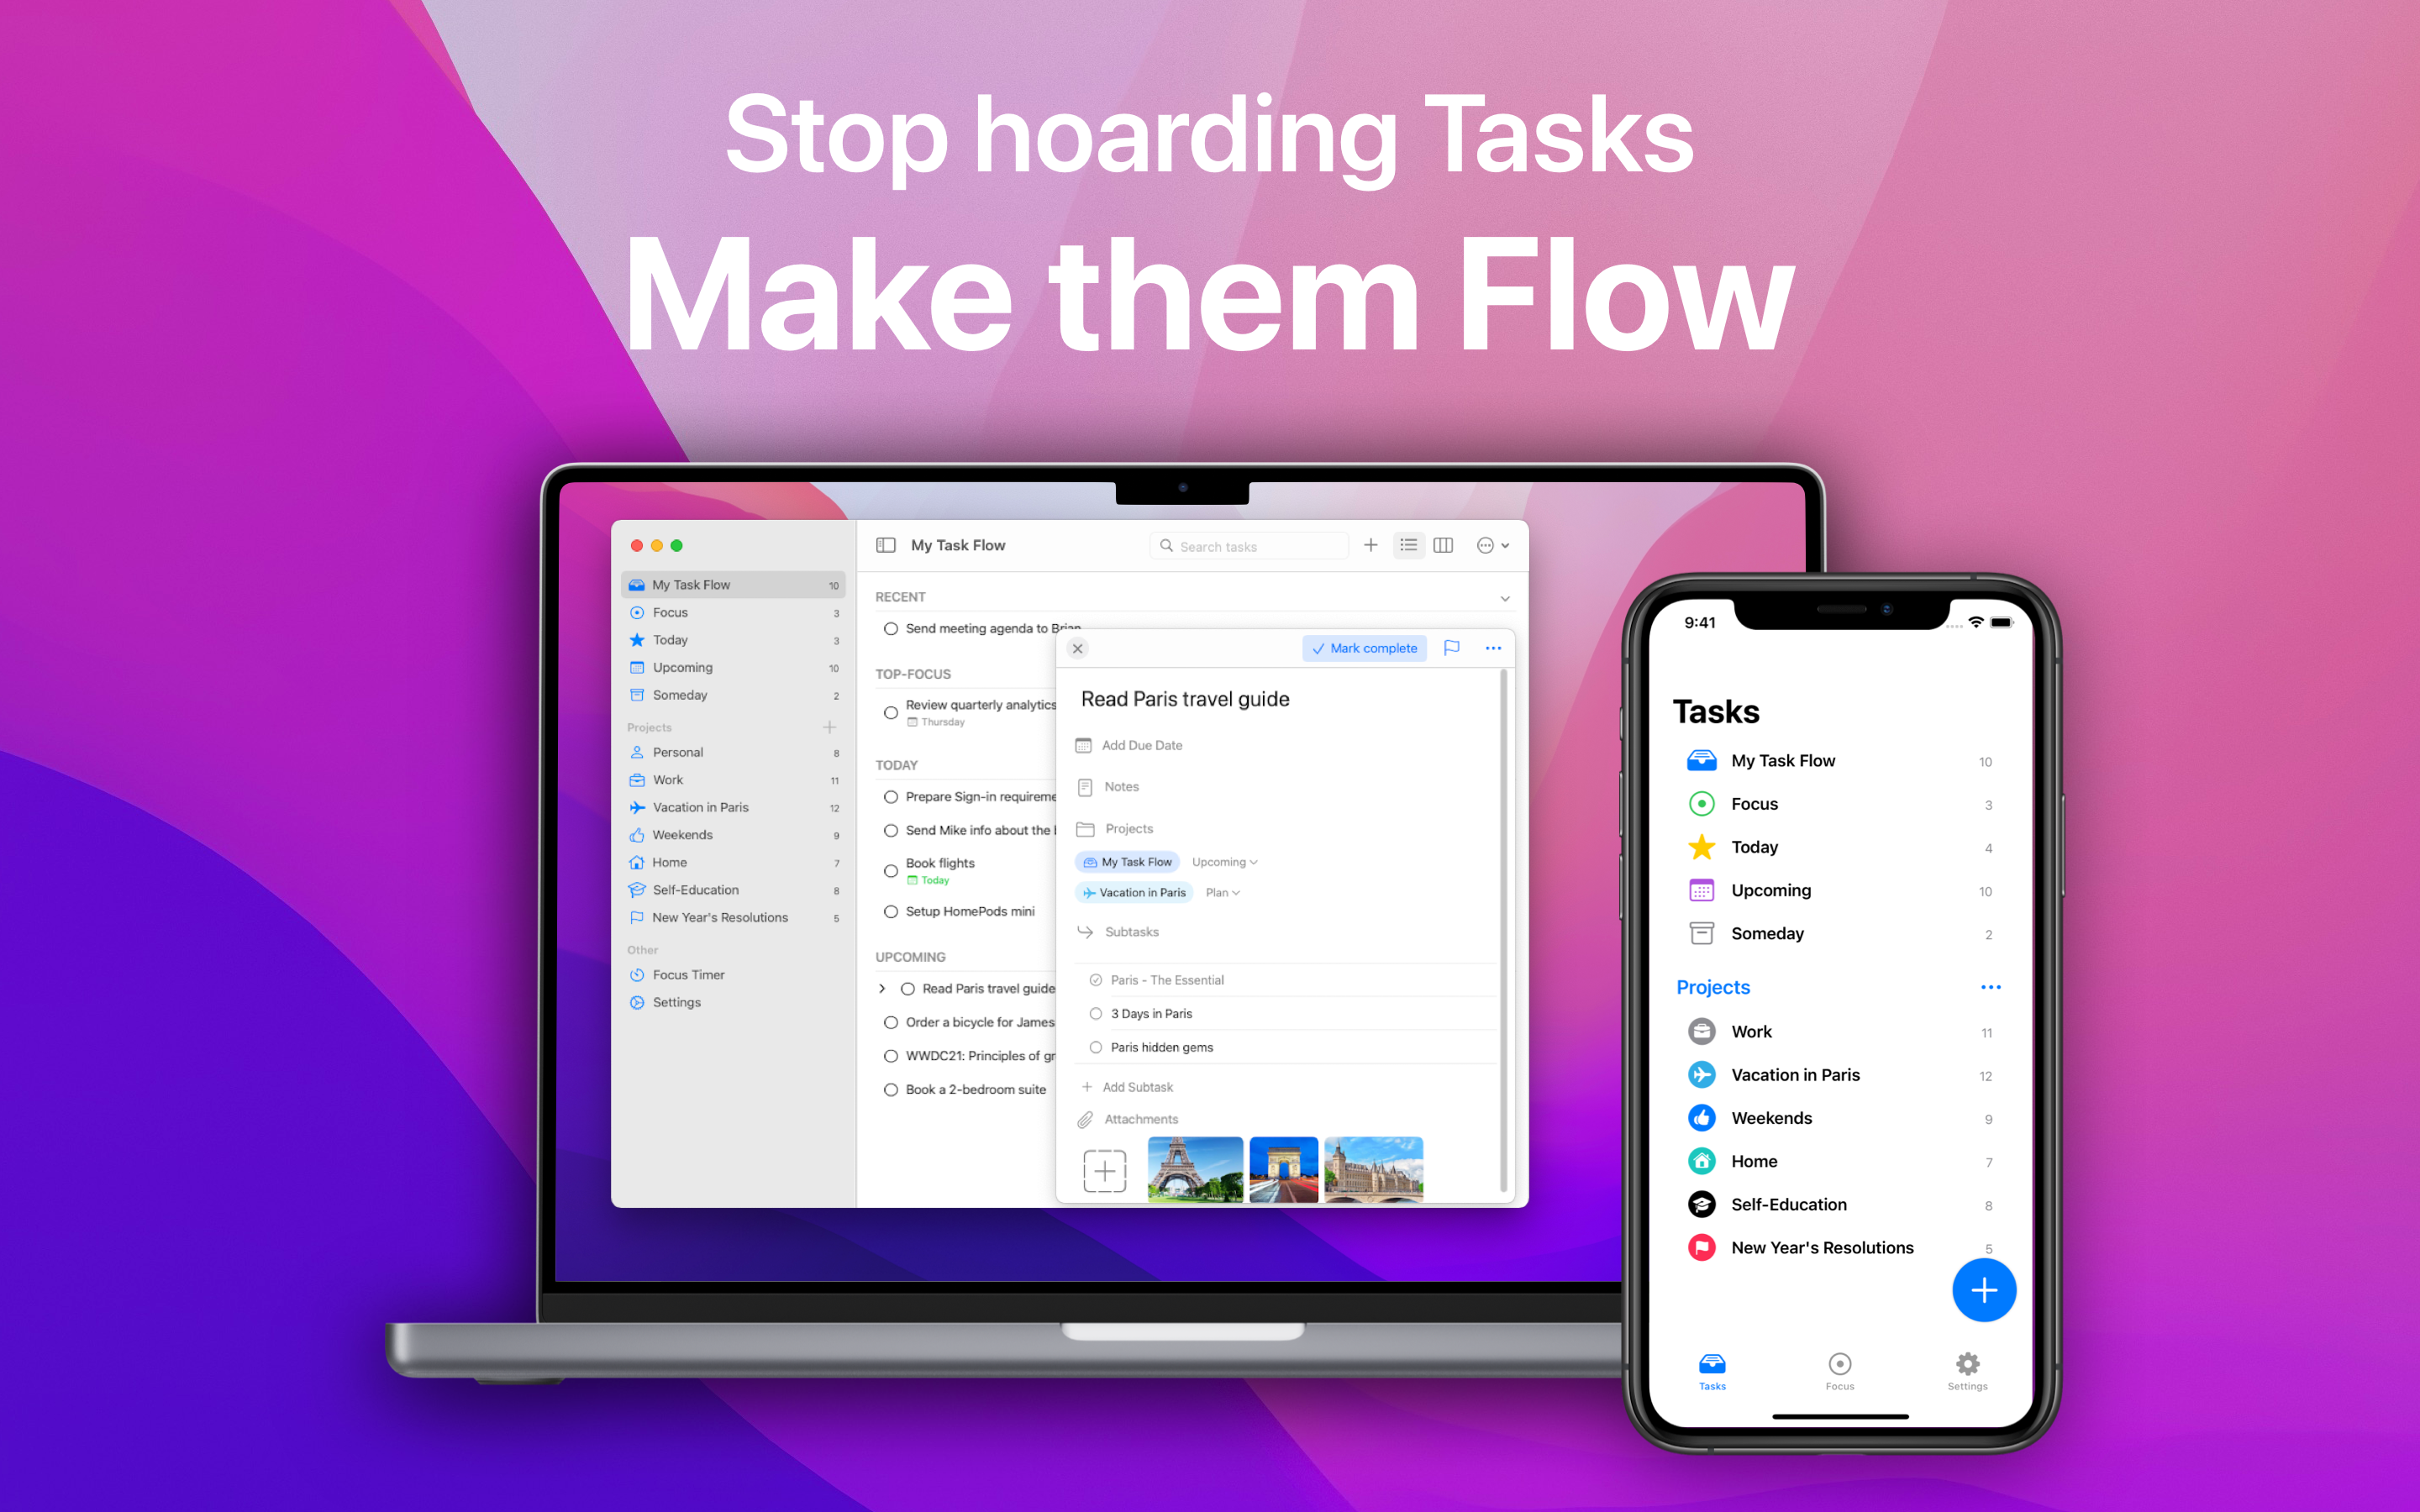 Stop hoarding Tasks
Make them Flow
My Task Flow
Search tasks
My Task Flow 10
Focus 3
Today 3
Upcoming 10
Someday 2
Projects
Personal 8
Work 11
Vacation in Paris 12
Weekends 9
Home 7
Self-Education 8
New Year's Resolutions 5
Other
Focus Timer
Settings
RECENT
Send meeting agenda to Brian
TOP-FOCUS
Review quarterly analytics
Thursday
TODAY
Prepare Sign-in requireme
Send Mike info about the
Book flights
Today
Setup HomePods mini
UPCOMING
Read Paris travel guide
Order a bicycle for James
WWDC21: Principles of gr
Book a 2-bedroom suite
Mark complete
Read Paris travel guide
Add Due Date
Notes
Projects
My Task Flow Upcoming
Vacation in Paris Plan
Subtasks
Paris - The Essential
3 Days in Paris
Paris hidden gems
Add Subtask
Attachments
9:41
Tasks
My Task Flow 10
Focus 3
Today 4
Upcoming 10
Someday 2
Projects
Work 11
Vacation in Paris 12
Weekends 9
Home 7
Self-Education 8
New Year's Resolutions 5
Tasks Focus Settings